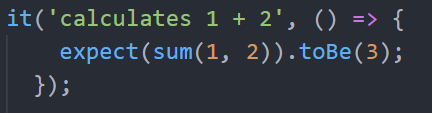 it('calculates 1 + 2', () => {
    expect(sum(1, 2)).toBe(3);
  });